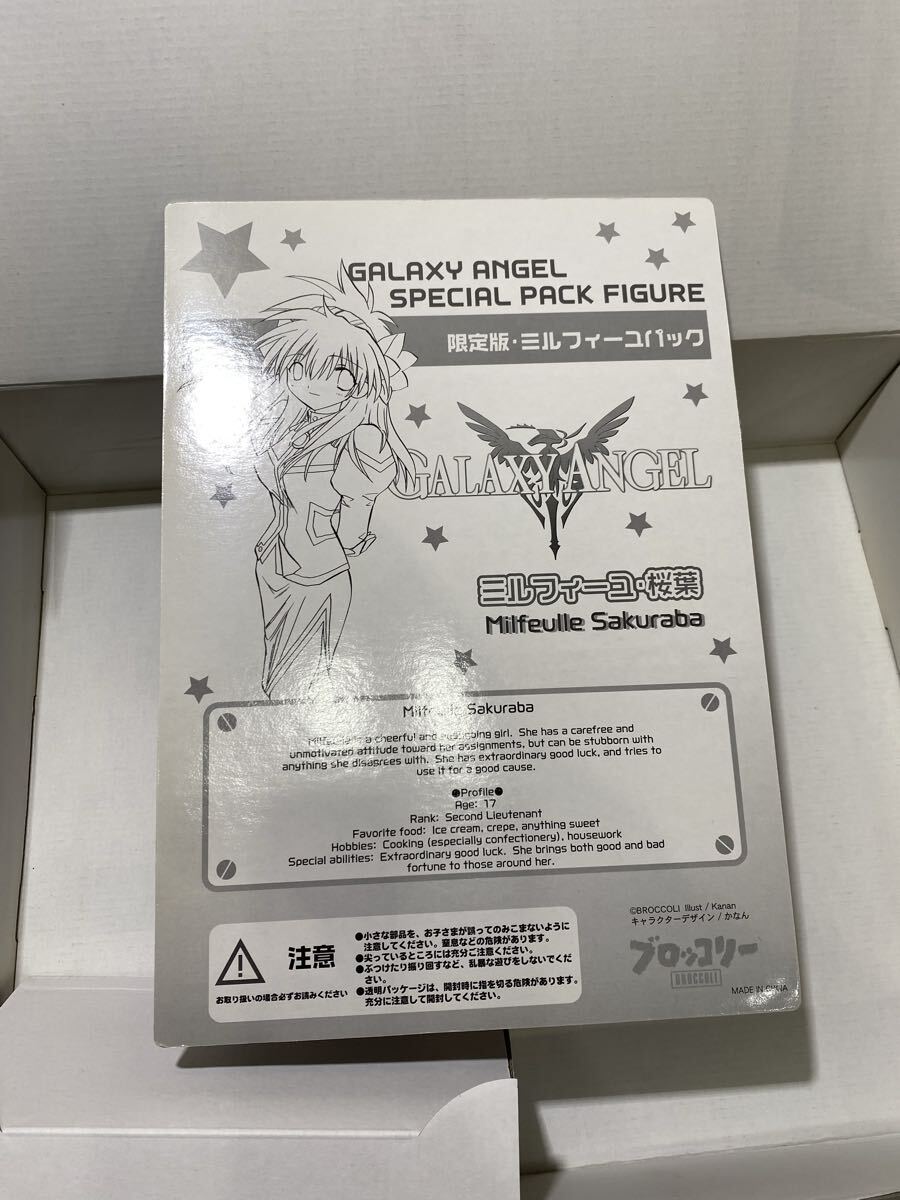 GALAXY ANGEL
SPECIAL PACK FIGURE
限定版・ミルフィーユパック
GALAXY ANGEL
ミルフィーユ・桜葉
Milfeulle Sakuraba
Milfeulle Sakuraba
Milfeulle is a cheerful and easygoing girl. She has a carefree and
unmotivated attitude toward her assignments, but can be stubborn with
anything she disagrees with. She has extraordinary good luck, and tries to
use it for a good cause.
●Profile●
Age: 17
Rank: Second Lieutenant
Favorite food: Ice cream, crepe, anything sweet
Hobbies: Cooking (especially confectionery), housework
Special abilities: Extraordinary good luck. She brings both good and bad
fortune to those around her.
©BROCCOLI Illust / Kanan
キャラクターデザイン / かなん
ブロッコリー
BROCCOLI
MADE IN CHINA
注意
お取り扱いの場合必ずお読みください
●小さな部品を、お子さまが誤ってのみこまないように
注意してください。窒息などの危険があります。
●尖っているところには充分ご注意ください。
●ぶつけたり振り回すなど、乱暴な遊びをしないでくだ
さい。
●透明パッケージは、開封時に指を切る危険があります。
充分に注意して開封してください。